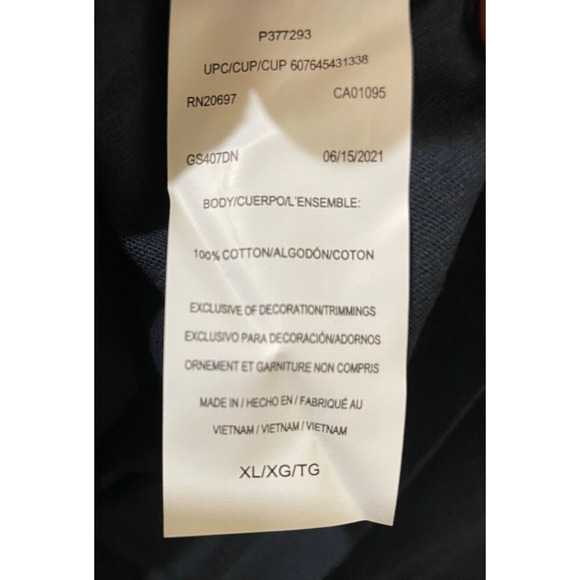 P377293
UPC/CUP/CUP 607645431338
RN20697 CA01095
GS407DN 06/15/2021
BODY/CUERPO/L'ENSEMBLE:
100% COTTON/ALGODÓN/COTON
EXCLUSIVE OF DECORATION/TRIMMINGS
EXCLUSIVO PARA DECORACIÓN/ADORNOS
ORNEMENT ET GARNITURE NON COMPRIS
MADE IN / HECHO EN / FABRIQUÉ AU
VIETNAM / VIETNAM / VIETNAM
XL/XG/TG